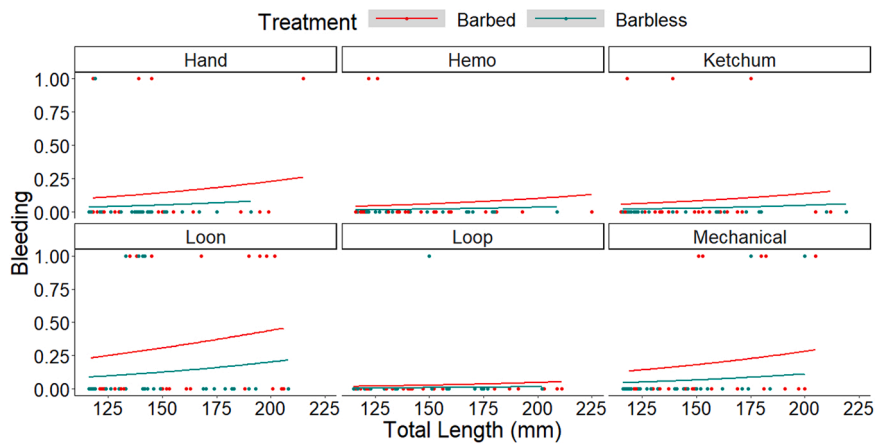 Treatment Barbed Barbless
Hand Hemo Ketchum
1.00
0.75
0.50
0.25
0.00
Bleeding
Loon Loop Mechanical
1.00
0.75
0.50
0.25
0.00
125 150 175 200 225 125 150 175 200 225 125 150 175 200 225
Total Length (mm)